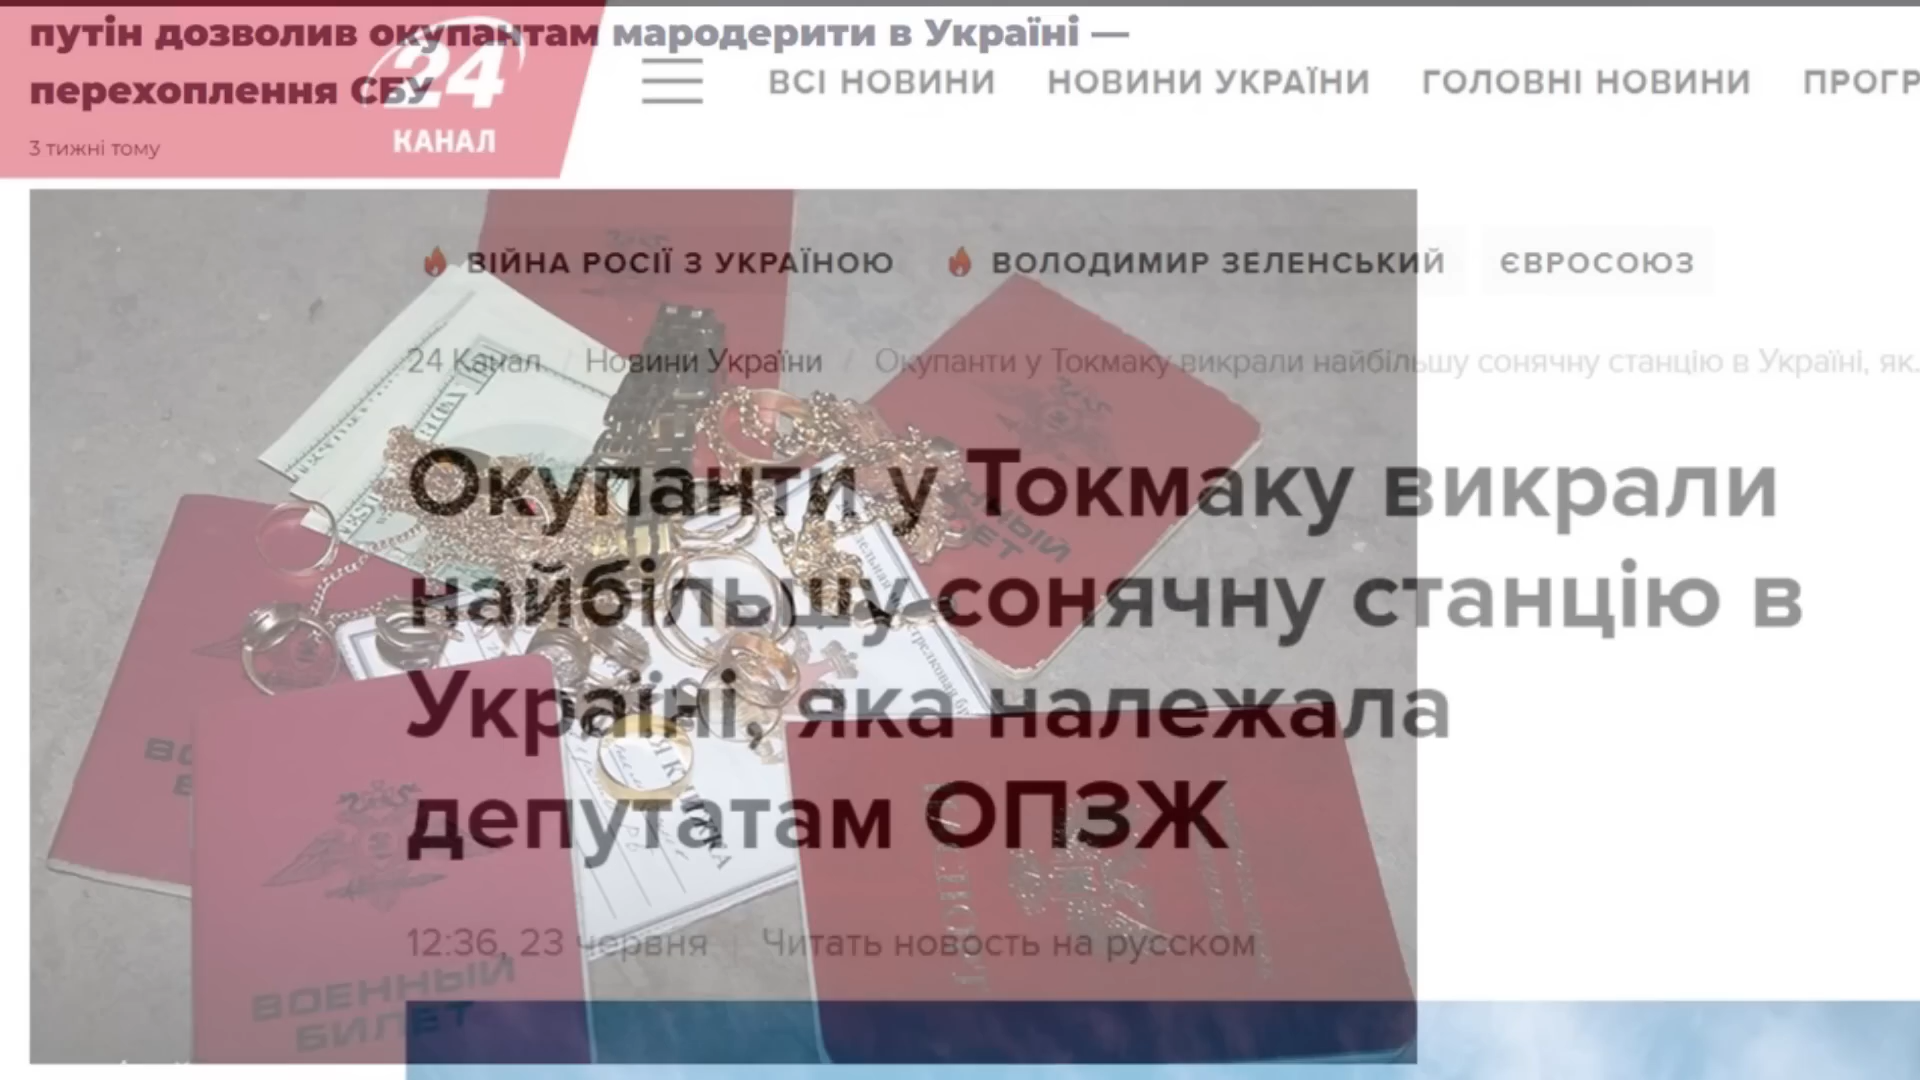 путін дозволив окупантам мародерити в Україні —
перехоплення СБУ
3 тижні тому
24
КАНАЛ
ВСІ НОВИНИ НОВИНИ УКРАЇНИ ГОЛОВНІ НОВИНИ ПРОГР
ВІЙНА РОСІЇ З УКРАЇНОЮ ВОЛОДИМИР ЗЕЛЕНСЬКИЙ ЄВРОСОЮЗ
24 Канал / Новини України / Окупанти у Токмаку викрали найбільшу сонячну станцію в Україні, як...
Окупанти у Токмаку викрали
найбільшу сонячну станцію в
Україні, яка належала
депутатам ОПЗЖ
12:36, 23 червня | Читать новость на русском
ВОЕННЫЙ
БИЛЕТ